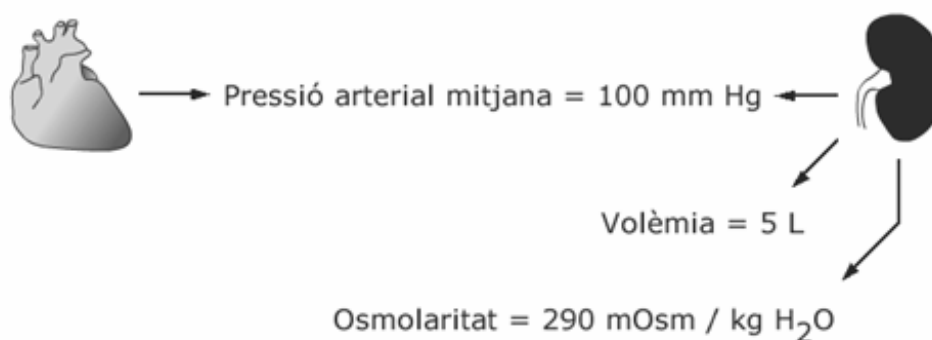 Pressió arterial mitjana = 100 mm Hg
Volèmia = 5 L
Osmolaritat = 290 mOsm / kg H₂O